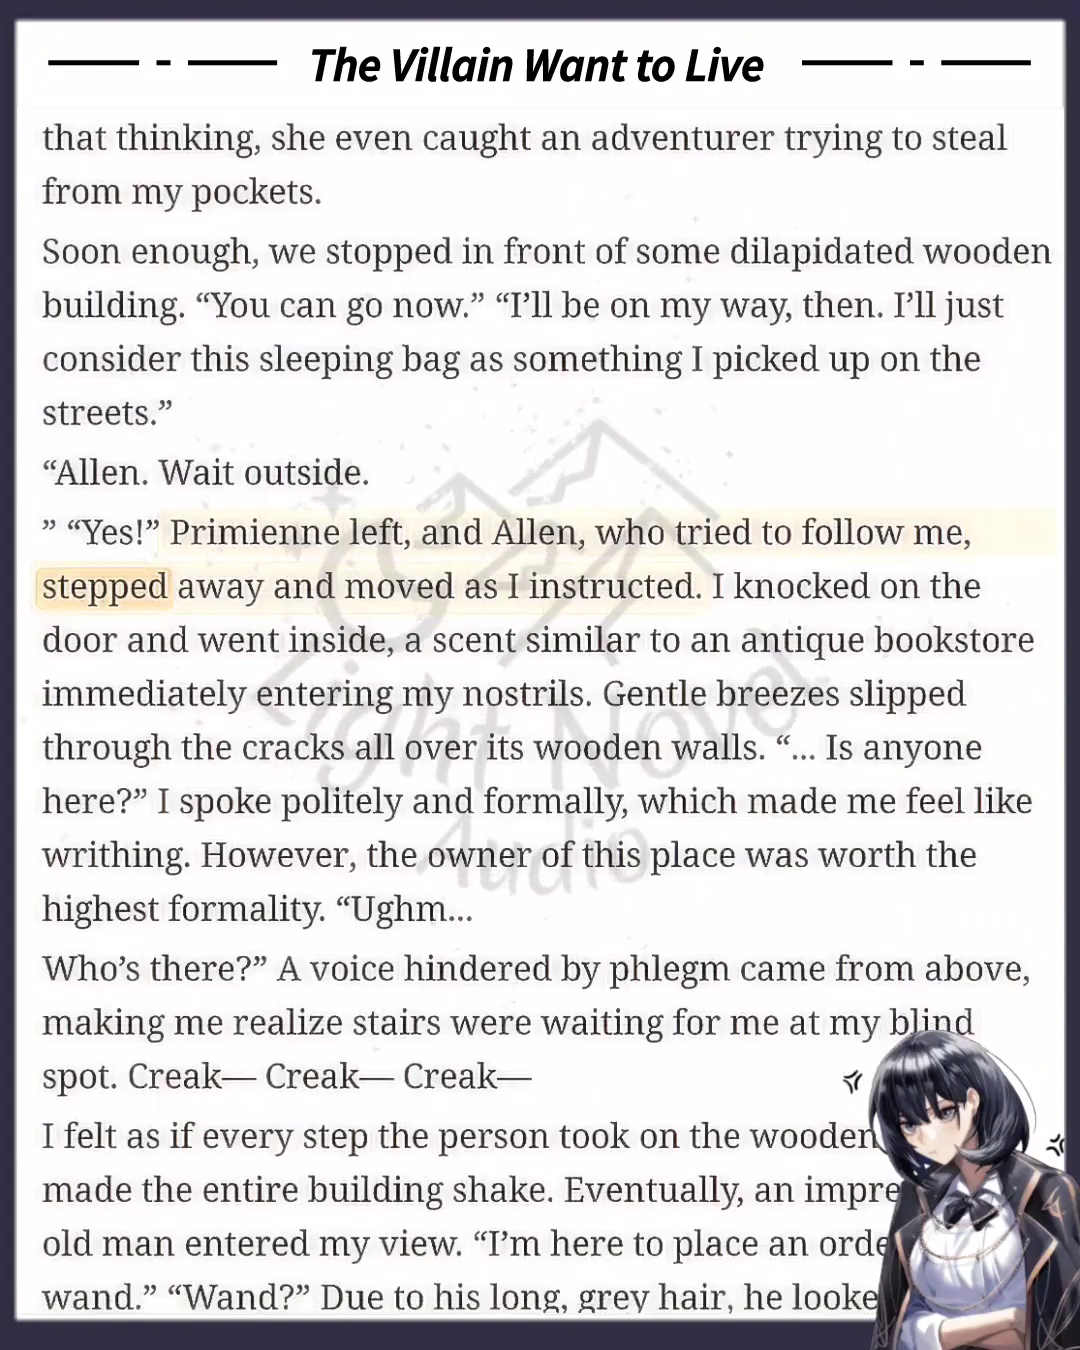 The Villain Want to Live
that thinking, she even caught an adventurer trying to steal
from my pockets.
Soon enough, we stopped in front of some dilapidated wooden
building. “You can go now.” “I’ll be on my way, then. I’ll just
consider this sleeping bag as something I picked up on the
streets.”
“Allen. Wait outside.
” “Yes!” Primienne left, and Allen, who tried to follow me,
stepped away and moved as I instructed. I knocked on the
door and went inside, a scent similar to an antique bookstore
immediately entering my nostrils. Gentle breezes slipped
through the cracks all over its wooden walls. “... Is anyone
here?” I spoke politely and formally, which made me feel like
writhing. However, the owner of this place was worth the
highest formality. “Ughm...
Who’s there?” A voice hindered by phlegm came from above,
making me realize stairs were waiting for me at my blind
spot. Creak— Creak— Creak—
I felt as if every step the person took on the wooden
made the entire building shake. Eventually, an impre
old man entered my view. “I’m here to place an orde
wand.” “Wand?” Due to his long, grey hair, he looke
Light Novel
Audio